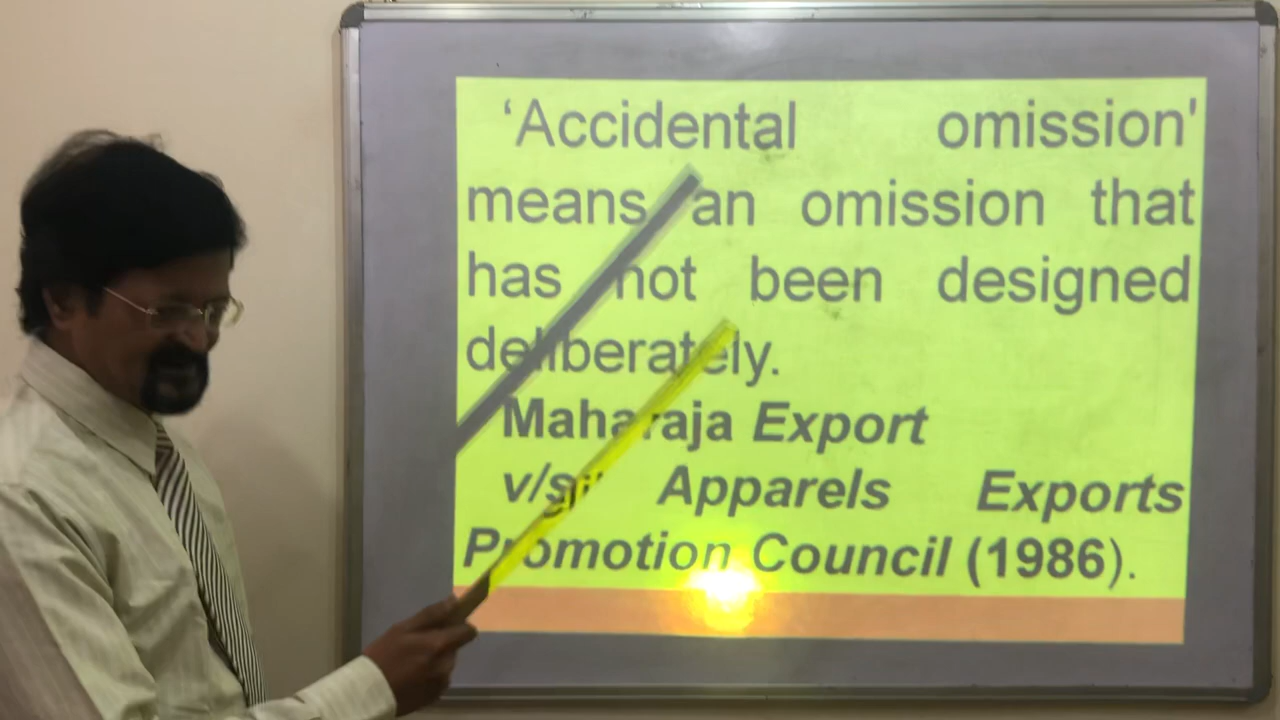 ‘Accidental omission'
means an omission that
has not been designed
deliberately.
Maharaja Export
v/s Apparels Exports
Promotion Council (1986).